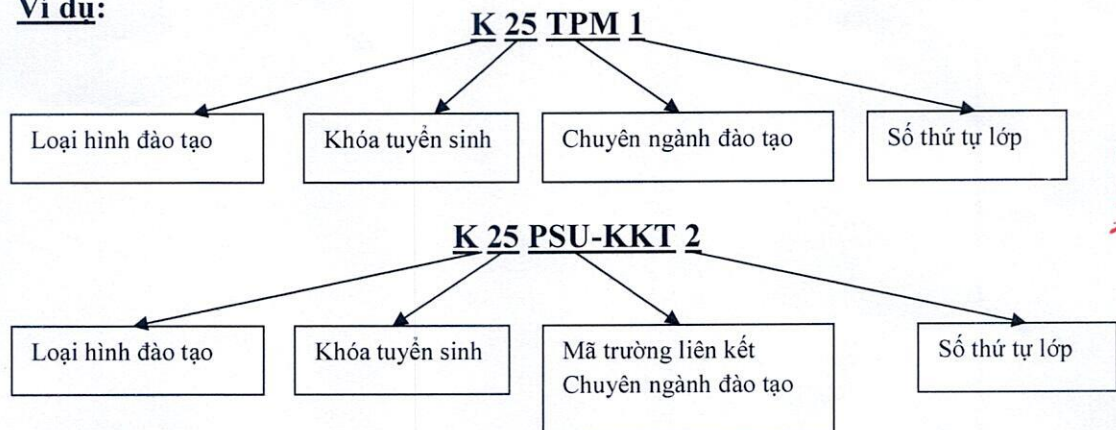 Ví dụ:
K 25 TPM 1
Loại hình đào tạo
Khóa tuyển sinh
Chuyên ngành đào tạo
Số thứ tự lớp
K 25 PSU-KKT 2
Loại hình đào tạo
Khóa tuyển sinh
Mã trường liên kết
Chuyên ngành đào tạo
Số thứ tự lớp